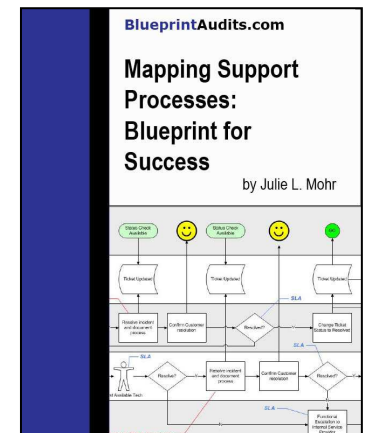 BlueprintAudits.com
Mapping Support
Processes:
Blueprint for
Success
by Julie L. Mohr
Status Check
Available
Status Check
Available
Ticket Updated
Ticket Updated
Ticket Updated
SLA
Resolve incident
and document
process
Confirm Customer
resolution
Resolved?
Change Ticket
Status to Resolved
SLA
SLA
Resolved?
Resolve incident
and document
process
Confirm Customer
resolution
Resolved?
SLA
Functional
Escalation to
Internal Service
Provider